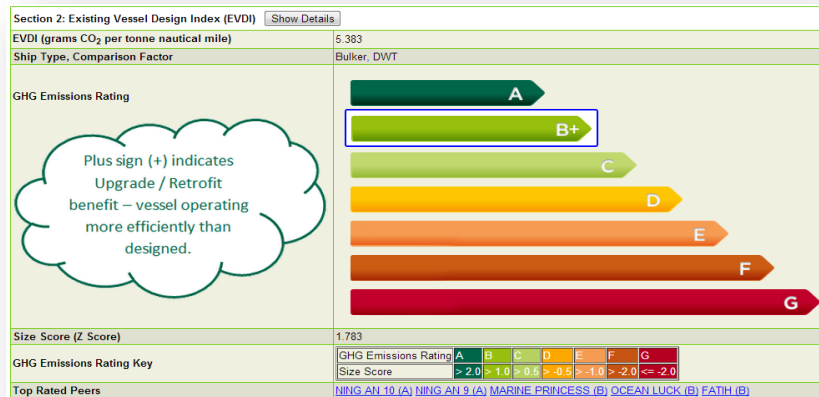 Section 2: Existing Vessel Design Index (EVDI) Show Details
EVDI (grams CO₂ per tonne nautical mile) 5.383
Ship Type, Comparison Factor Bulker, DWT
GHG Emissions Rating
A
B+
C
D
E
F
G
Plus sign (+) indicates
Upgrade / Retrofit
benefit – vessel operating
more efficiently than
designed.
Size Score (Z Score) 1.783
GHG Emissions Rating Key
GHG Emissions Rating A B C D E F G
Size Score > 2.0 > 1.0 > 0.5 > -0.5 > -1.0 > -2.0 <= -2.0
Top Rated Peers NING AN 10 (A) NING AN 9 (A) MARINE PRINCESS (B) OCEAN LUCK (B) FATIH (B)